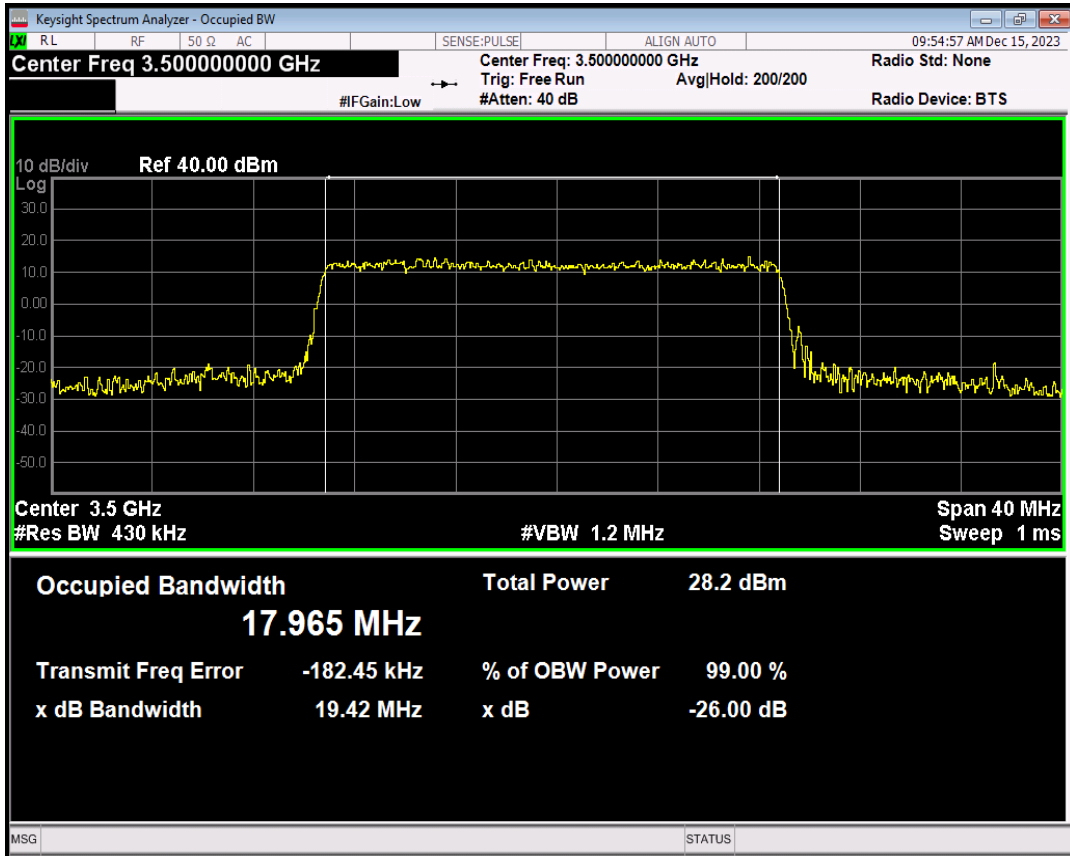 Keysight Spectrum Analyzer - Occupied BW
LXI RL RF 50 Ω AC SENSE:PULSE ALIGN AUTO 09:54:57 AM Dec 15, 2023
Center Freq 3.500000000 GHz Center Freq: 3.500000000 GHz Radio Std: None
Trig: Free Run Avg|Hold: 200/200
#IFGain:Low #Atten: 40 dB Radio Device: BTS
10 dB/div Ref 40.00 dBm
Log
30.0
20.0
10.0
0.00
-10.0
-20.0
-30.0
-40.0
-50.0
Center 3.5 GHz Span 40 MHz
#Res BW 430 kHz #VBW 1.2 MHz Sweep 1 ms
Occupied Bandwidth Total Power 28.2 dBm
17.965 MHz
Transmit Freq Error -182.45 kHz % of OBW Power 99.00 %
x dB Bandwidth 19.42 MHz x dB -26.00 dB
MSG STATUS